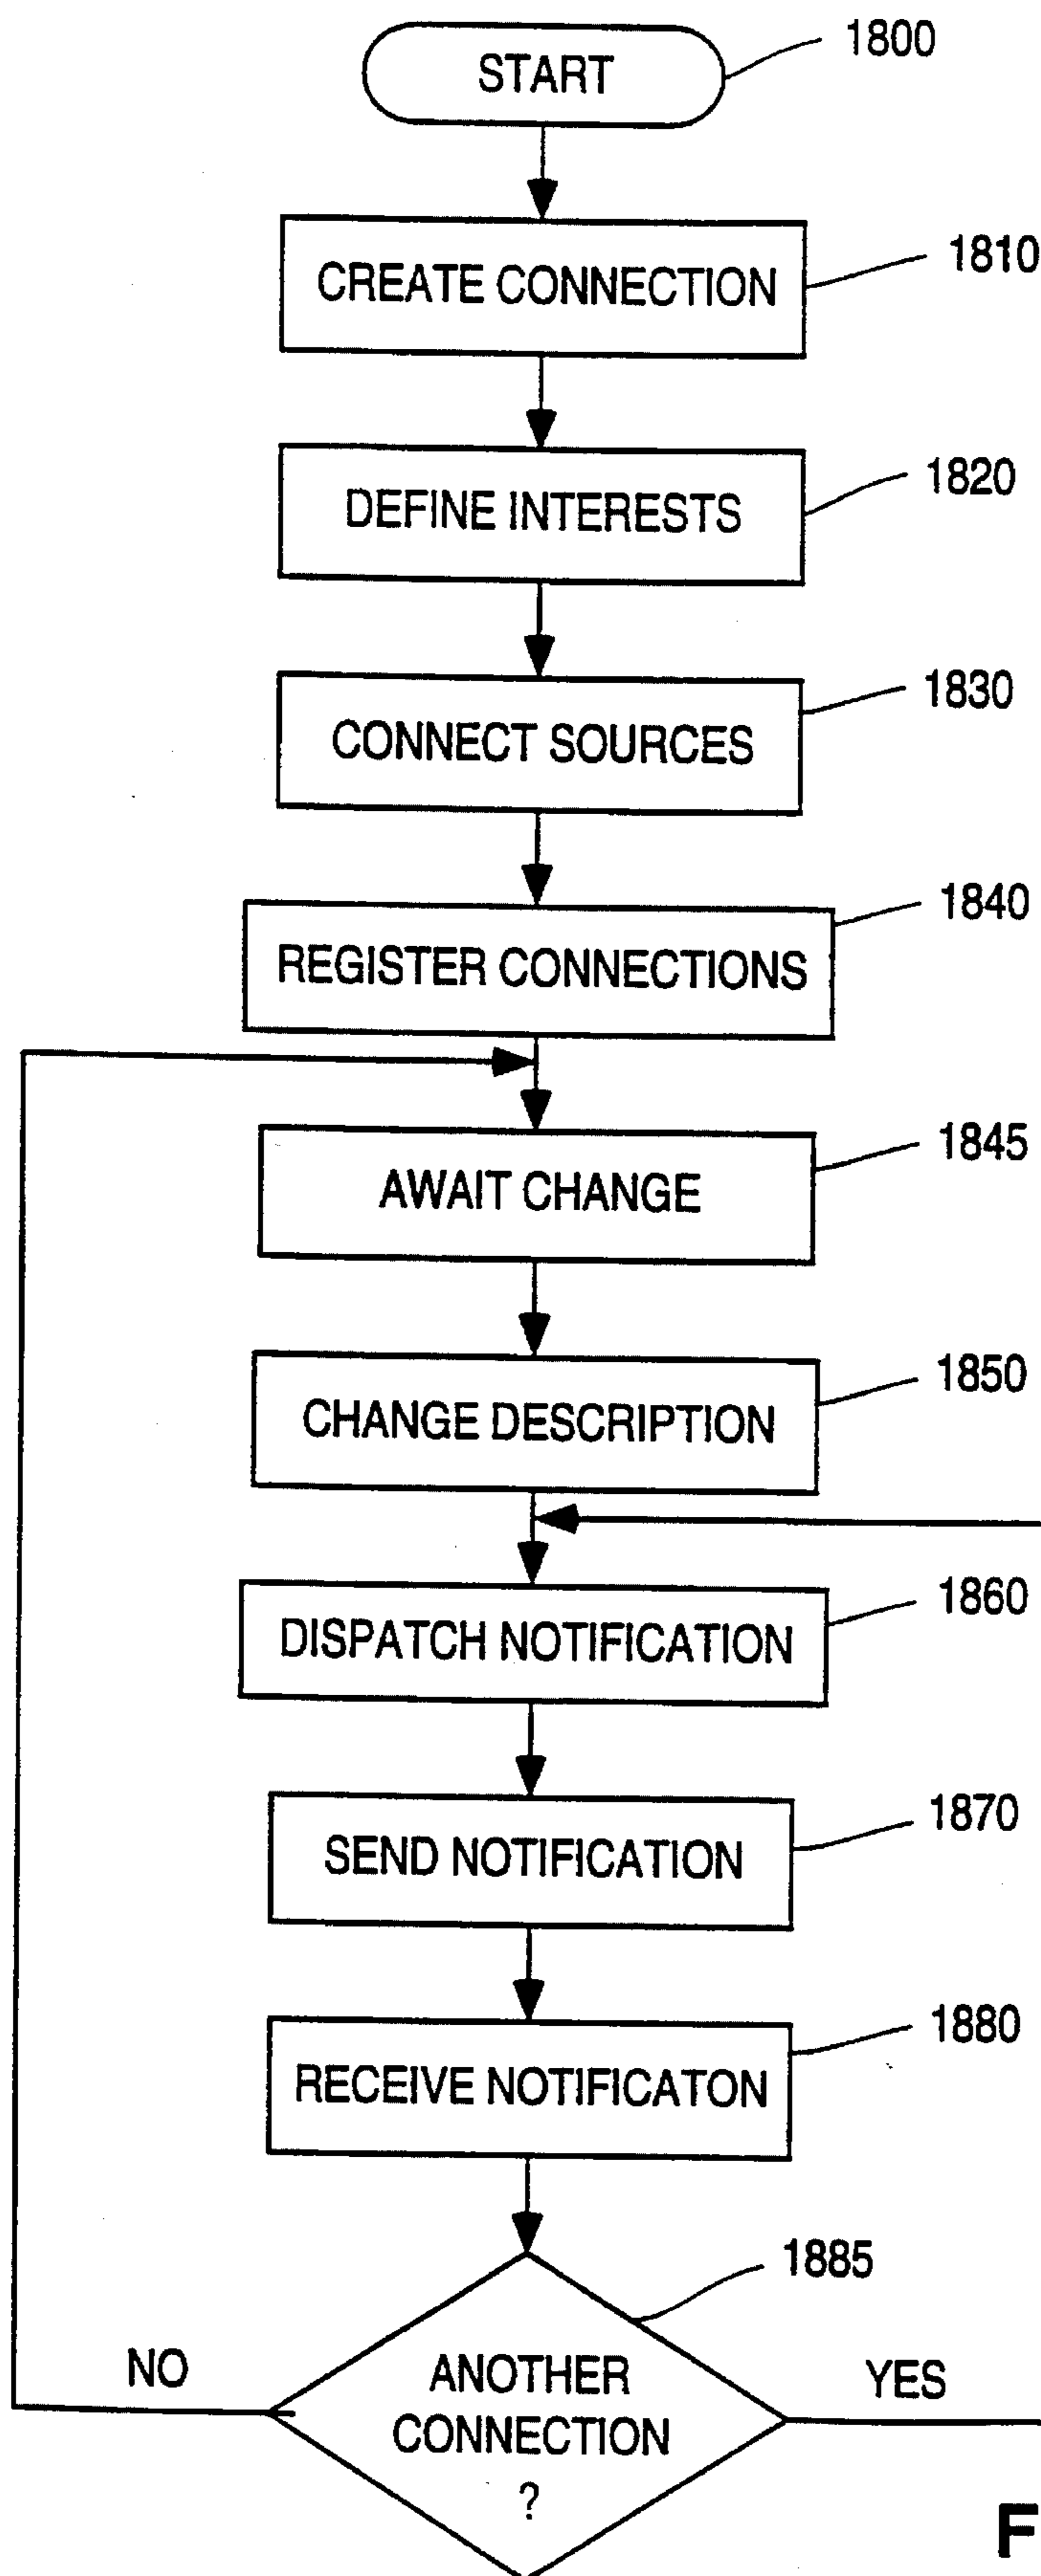 START
1800
CREATE CONNECTION
1810
DEFINE INTERESTS
1820
CONNECT SOURCES
1830
REGISTER CONNECTIONS
1840
AWAIT CHANGE
1845
CHANGE DESCRIPTION
1850
DISPATCH NOTIFICATION
1860
SEND NOTIFICATION
1870
RECEIVE NOTIFICATON
1880
1885
NO
ANOTHER
CONNECTION
?
YES
F